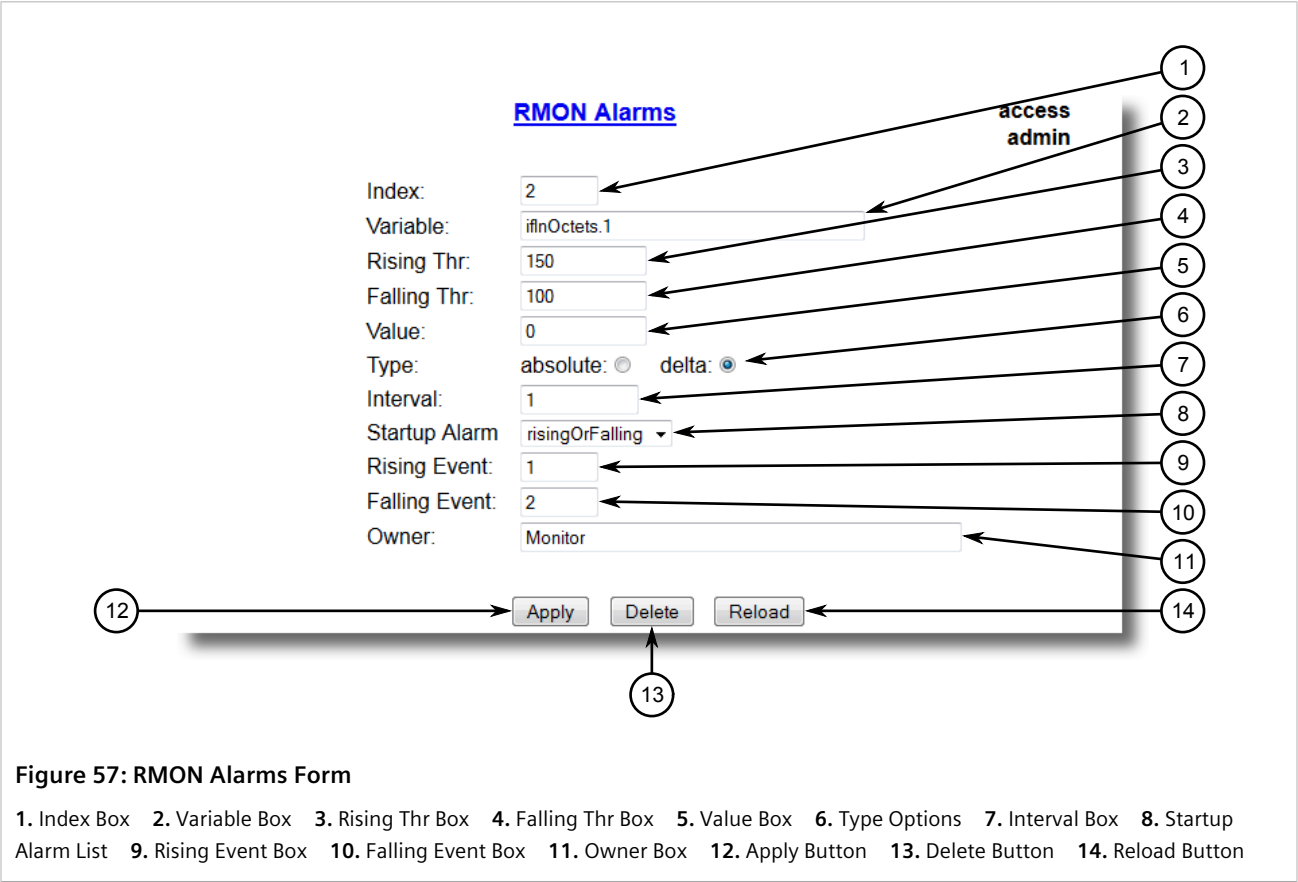 1
RMON Alarms
access
admin
2
3
Index: 2
4
Variable: ifInOctets.1
Rising Thr: 150
5
Falling Thr: 100
6
Value: 0
Type: absolute: delta:
7
Interval: 1
8
Startup Alarm risingOrFalling
9
Rising Event: 1
10
Falling Event: 2
Owner: Monitor
11
12
Apply Delete Reload
14
13
Figure 57: RMON Alarms Form
1. Index Box 2. Variable Box 3. Rising Thr Box 4. Falling Thr Box 5. Value Box 6. Type Options 7. Interval Box 8. Startup
Alarm List 9. Rising Event Box 10. Falling Event Box 11. Owner Box 12. Apply Button 13. Delete Button 14. Reload Button